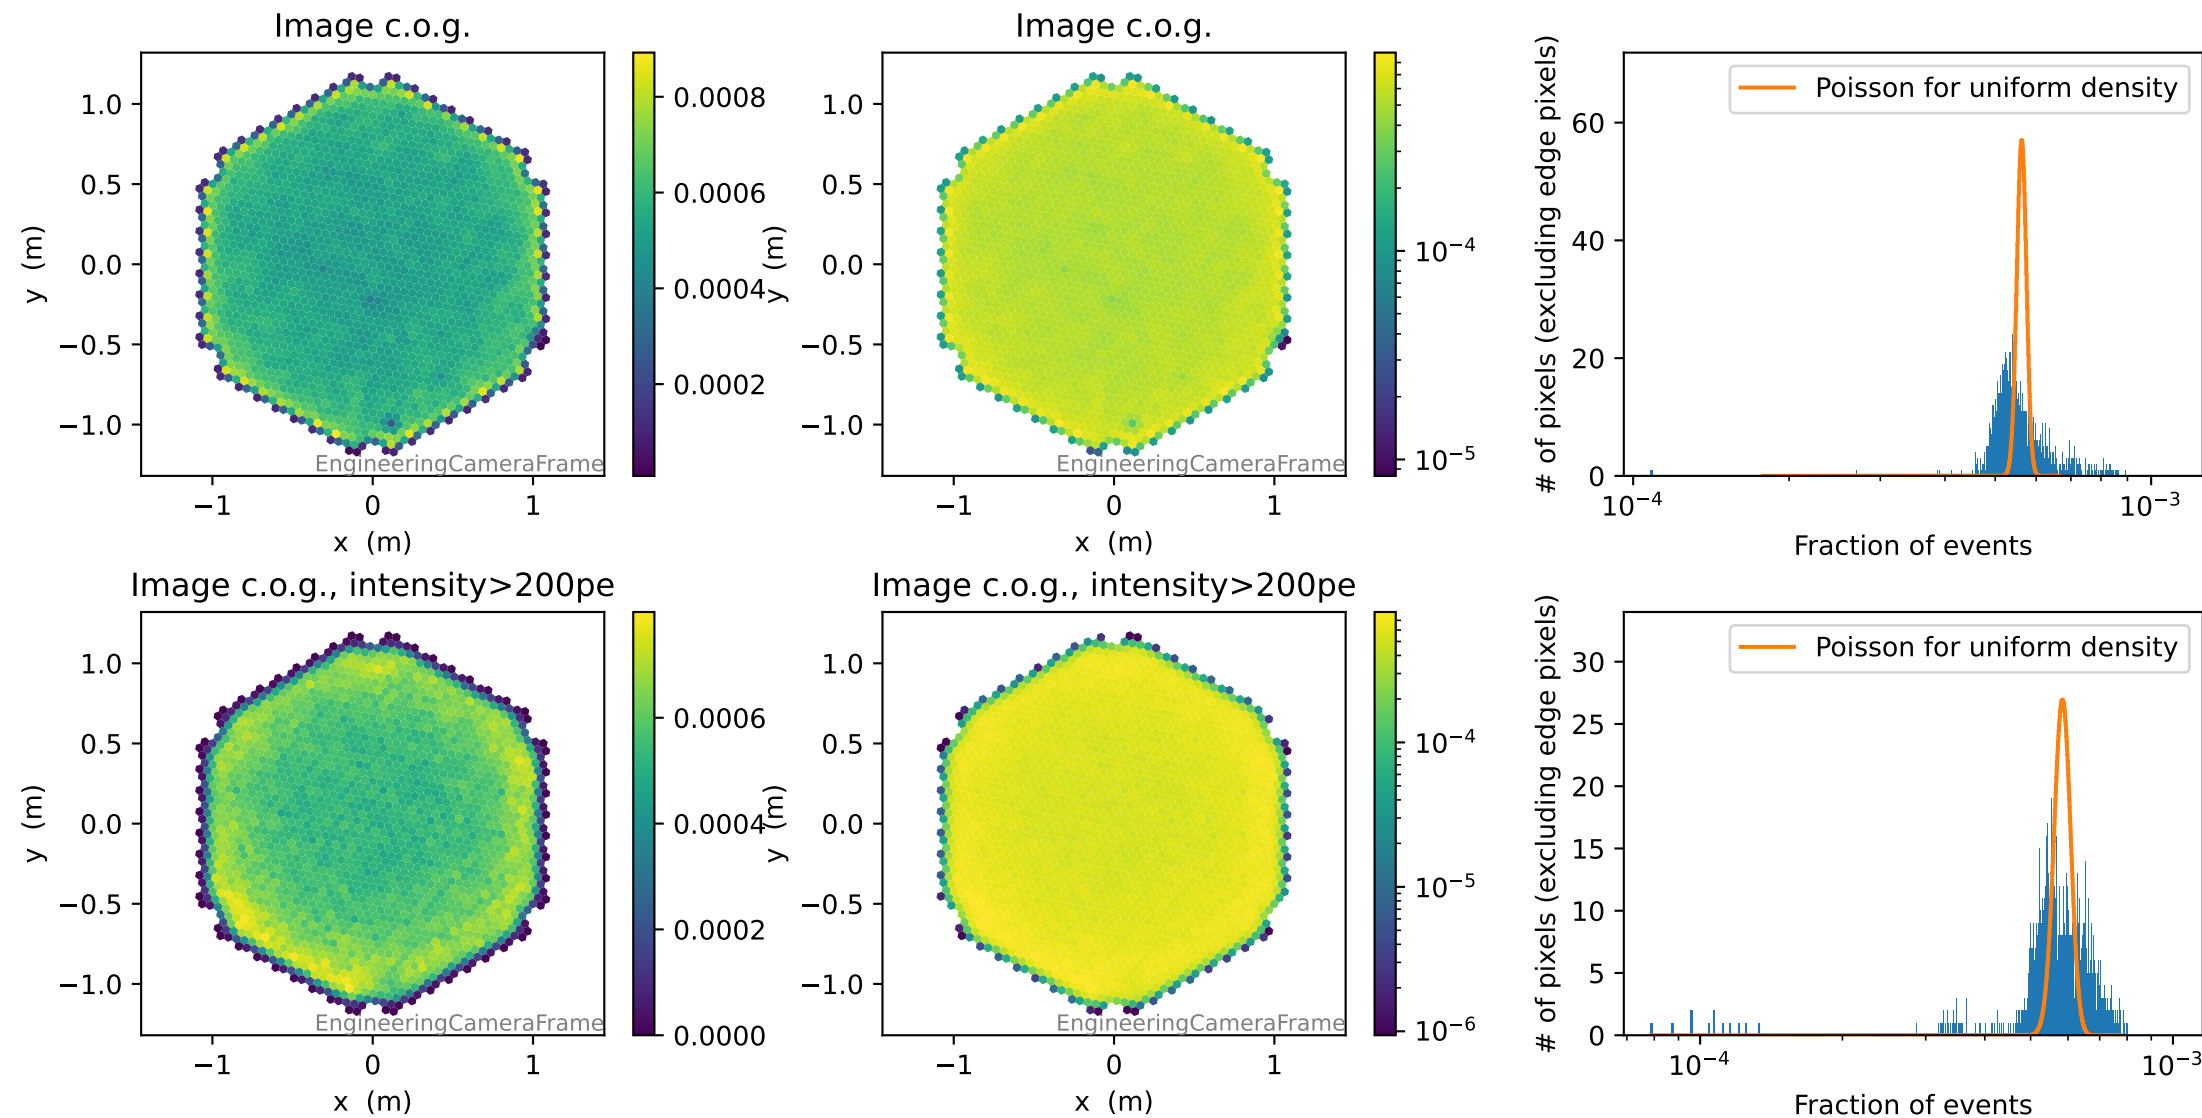 Image c.o.g.
1.0
0.5
0.0
−0.5
−1.0
y (m)
−1
0
1
x (m)
EngineeringCameraFrame
0.0008
0.0006
0.0004
0.0002
Image c.o.g.
1.0
0.5
0.0
−0.5
−1.0
y (m)
−1
0
1
x (m)
EngineeringCameraFrame
10−4
10−5
# of pixels (excluding edge pixels)
60
40
20
0
Poisson for uniform density
10−4
10−3
Fraction of events
Image c.o.g., intensity>200pe
1.0
0.5
0.0
−0.5
−1.0
y (m)
−1
0
1
x (m)
EngineeringCameraFrame
0.0006
0.0004
0.0002
0.0000
Image c.o.g., intensity>200pe
1.0
0.5
0.0
−0.5
−1.0
y (m)
−1
0
1
x (m)
EngineeringCameraFrame
10−4
10−5
10−6
# of pixels (excluding edge pixels)
30
25
20
15
10
5
0
Poisson for uniform density
10−4
10−3
Fraction of events